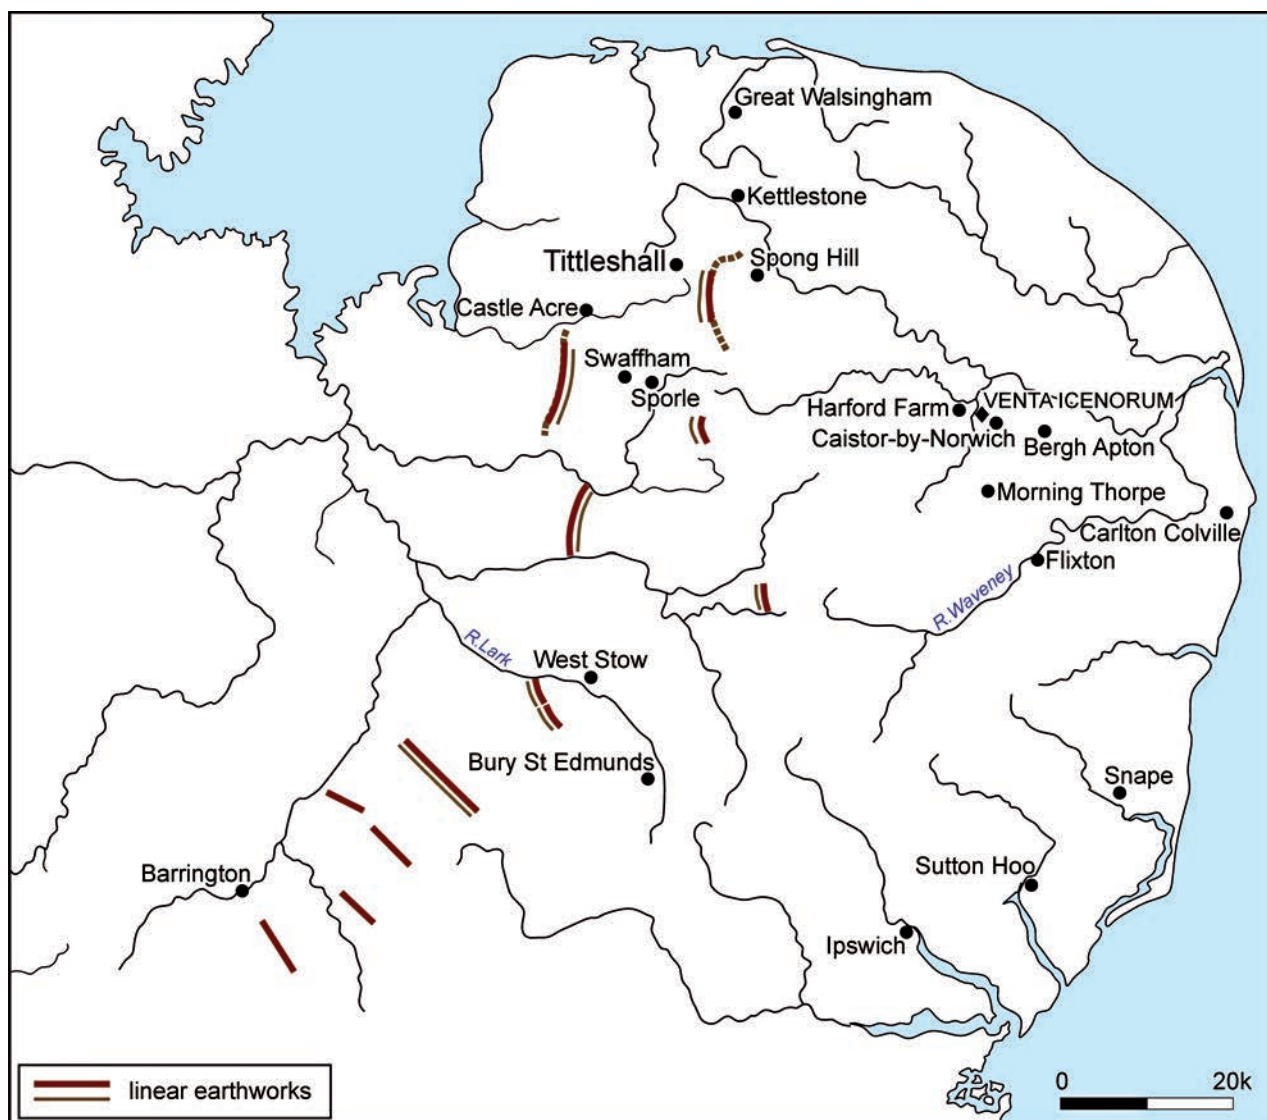 Great Walsingham
Kettlestone
Tittleshall
Spong Hill
Castle Acre
Swaffham
Sporle
Harford Farm
VENTA ICENORUM
Caistor-by-Norwich
Bergh Apton
Morning Thorpe
Carlton Colville
Flixton
R.Waveney
R.Lark
West Stow
Bury St Edmunds
Snape
Barrington
Sutton Hoo
Ipswich
linear earthworks
0 20k